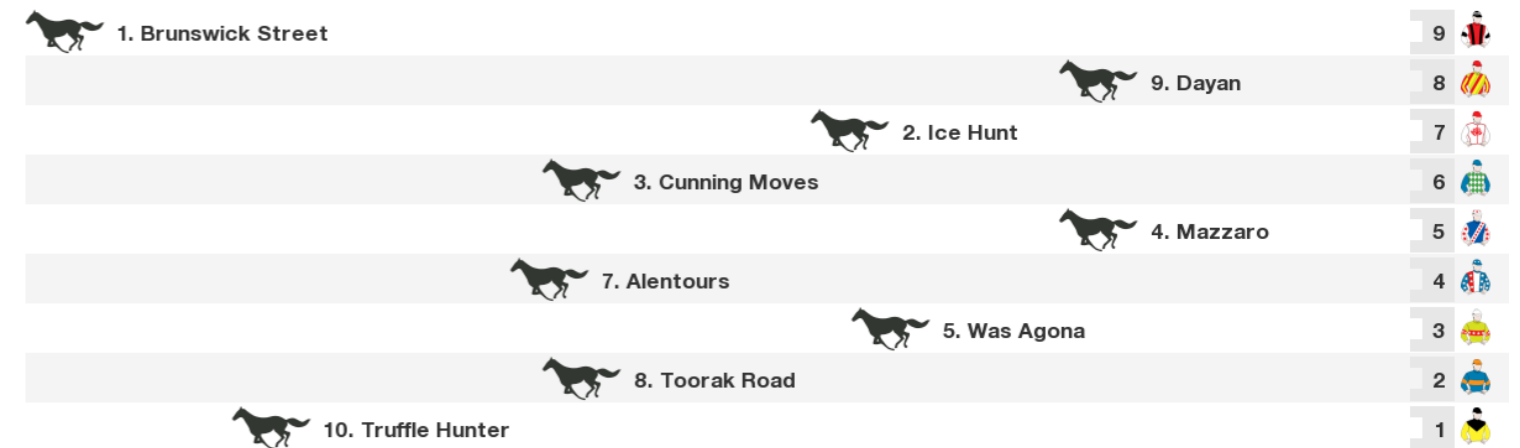 1. Brunswick Street 9
9. Dayan 8
2. Ice Hunt 7
3. Cunning Moves 6
4. Mazzaro 5
7. Alentours 4
5. Was Agona 3
8. Toorak Road 2
10. Truffle Hunter 1